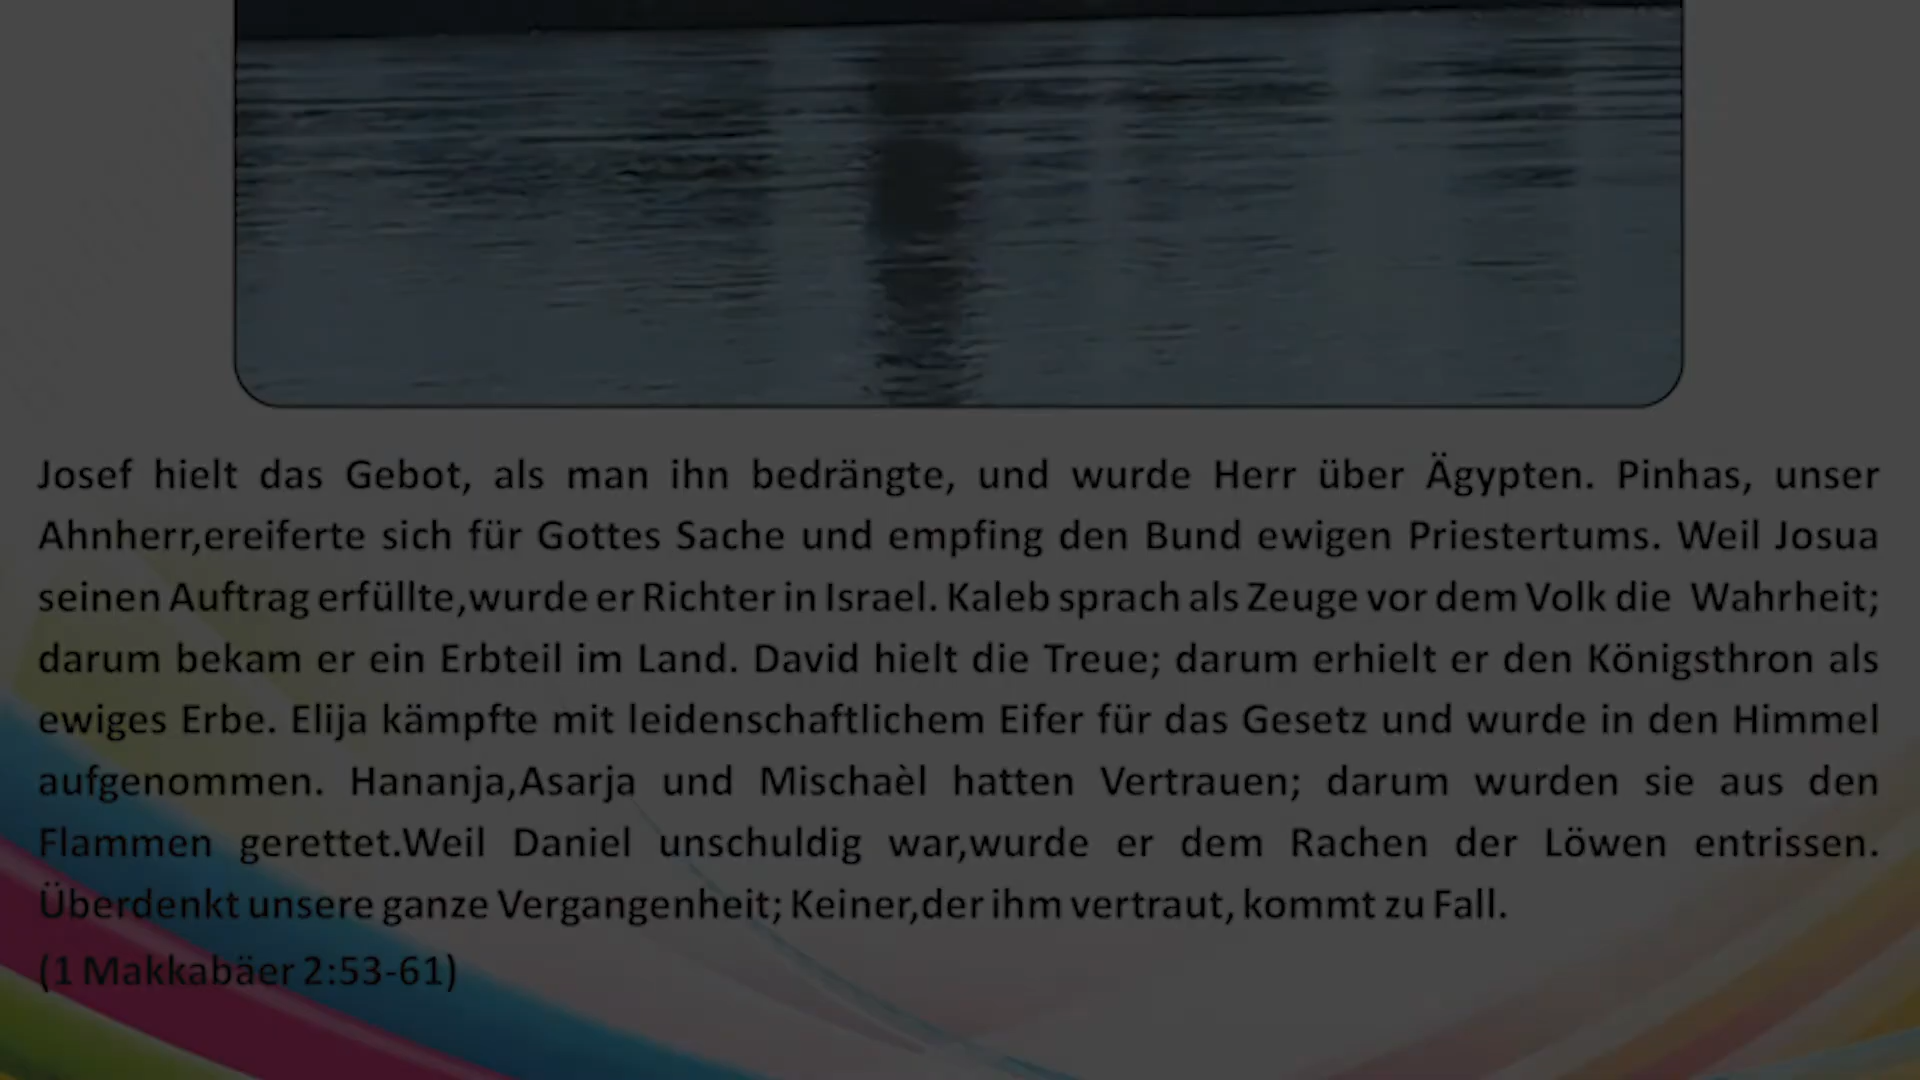 Josef hielt das Gebot, als man ihn bedrängte, und wurde Herr über Ägypten. Pinhas, unser
Ahnherr,ereiferte sich für Gottes Sache und empfing den Bund ewigen Priestertums. Weil Josua
seinen Auftrag erfüllte,wurde er Richter in Israel. Kaleb sprach als Zeuge vor dem Volk die Wahrheit;
darum bekam er ein Erbteil im Land. David hielt die Treue; darum erhielt er den Königsthron als
ewiges Erbe. Elija kämpfte mit leidenschaftlichem Eifer für das Gesetz und wurde in den Himmel
aufgenommen. Hananja,Asarja und Mischaèl hatten Vertrauen; darum wurden sie aus den
Flammen gerettet.Weil Daniel unschuldig war,wurde er dem Rachen der Löwen entrissen.
Überdenkt unsere ganze Vergangenheit; Keiner,der ihm vertraut, kommt zu Fall.
(1 Makkabäer 2:53-61)